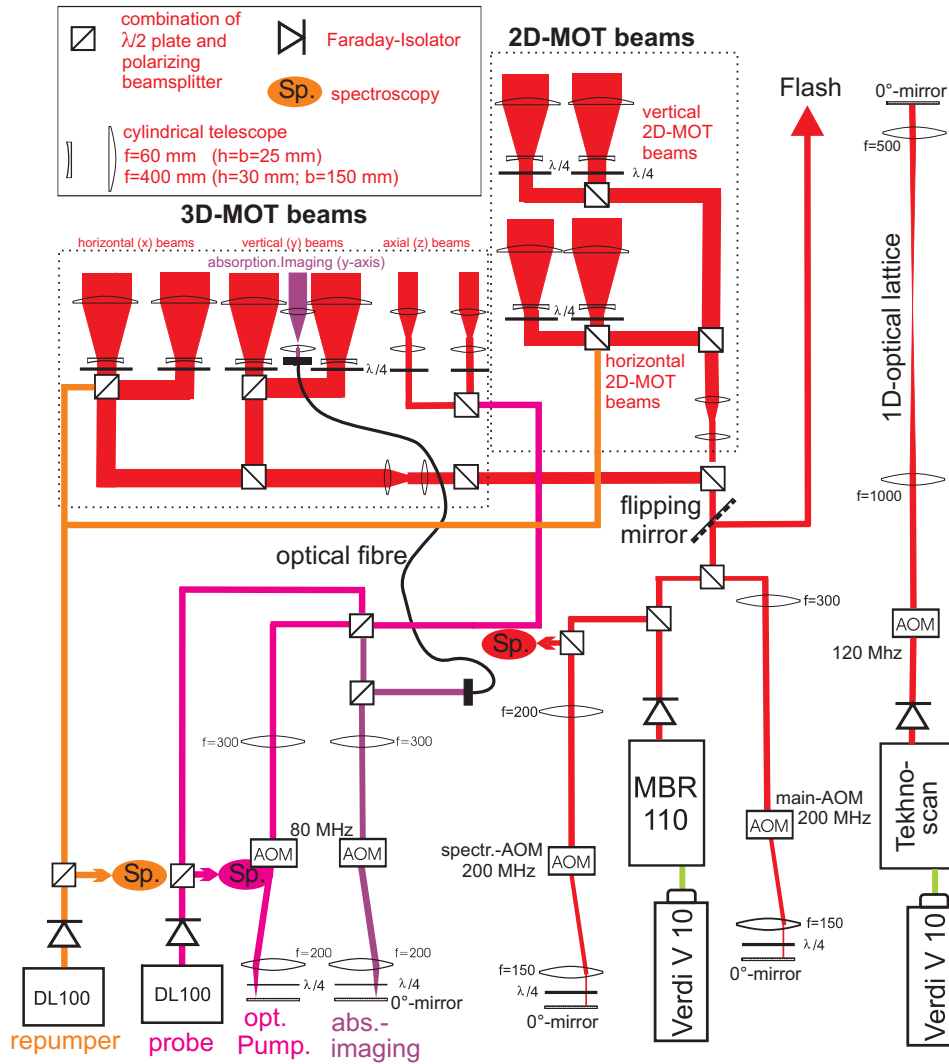 combination of
λ/2 plate and
polarizing
beamsplitter
Faraday-Isolator
Sp.
spectroscopy
cylindrical telescope
f=60 mm (h=b=25 mm)
f=400 mm (h=30 mm; b=150 mm)
2D-MOT beams
vertical
2D-MOT
beams
λ/4
λ/4
λ/4
horizontal
2D-MOT
beams
Flash
0°-mirror
f=500
1D-optical lattice
f=1000
3D-MOT beams
horizontal (x) beams
vertical (y) beams
axial (z) beams
absorption.Imaging (y-axis)
λ/4
flipping
mirror
optical fibre
f=300
AOM
120 Mhz
Sp.
f=200
f=300
f=300
MBR
110
main-AOM
200 MHz
AOM
Tekhno-
scan
80 MHz
AOM
AOM
spectr.-AOM
200 MHz
AOM
Sp.
Sp.
f=150
λ/4
0°-mirror
Verdi V 10
Verdi V 10
f=200
f=200
λ/4
λ/4
0°-mirror
f=150
λ/4
0°-mirror
DL100
DL100
repumper
probe
opt.
Pump.
abs.-
imaging